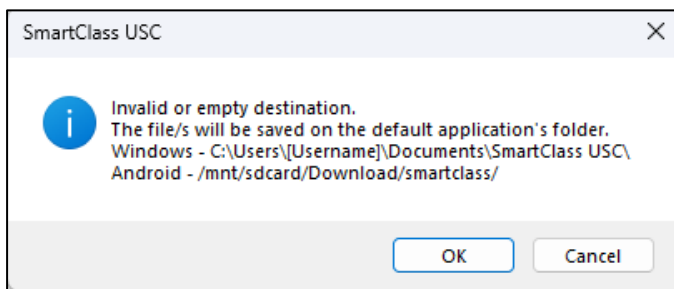 SmartClass USC
Invalid or empty destination.
The file/s will be saved on the default application's folder.
Windows - C:\Users\[Username]\Documents\SmartClass USC\
Android - /mnt/sdcard/Download/smartclass/
OK
Cancel